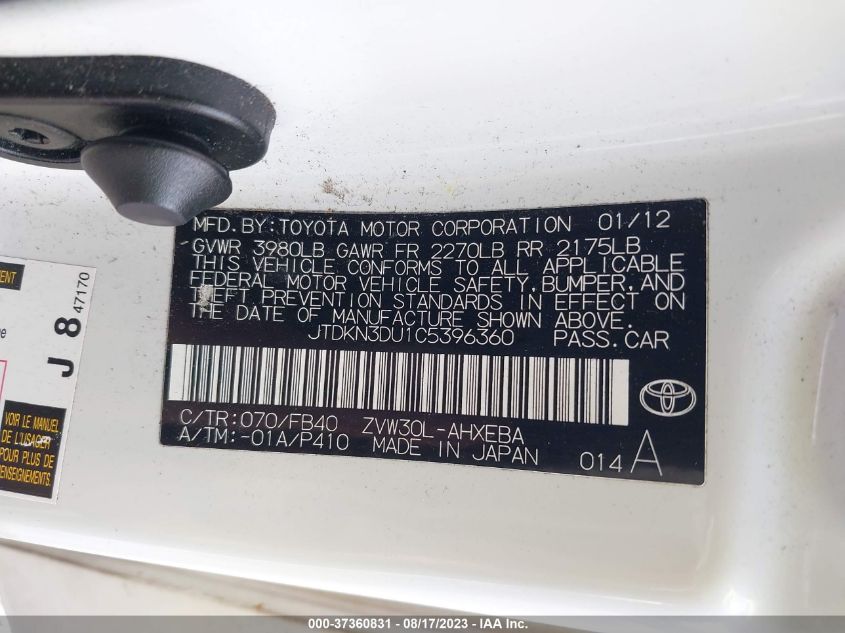 MFD.BY:TOYOTA MOTOR CORPORATION 01/12
GVWR 3980LB GAWR FR 2270LB RR 2175LB
THIS VEHICLE CONFORMS TO ALL APPLICABLE
FEDERAL MOTOR VEHICLE SAFETY,BUMPER,AND
THEFT PREVENTION STANDARDS IN EFFECT ON
THE DATE OF MANUFACTURE SHOWN ABOVE.
JTDKN3DU1C5396360 PASS.CAR
C/TR:070/FB40 ZVW30L-AHXEBA
A/TM:-01A/P410 MADE IN JAPAN
014 A
J 8 47170
VOIR LE MANUEL
DE L'USAGER
POUR PLUS DE
RENSEIGNEMENTS.
000-37360831 - 08/17/2023 - IAA Inc.